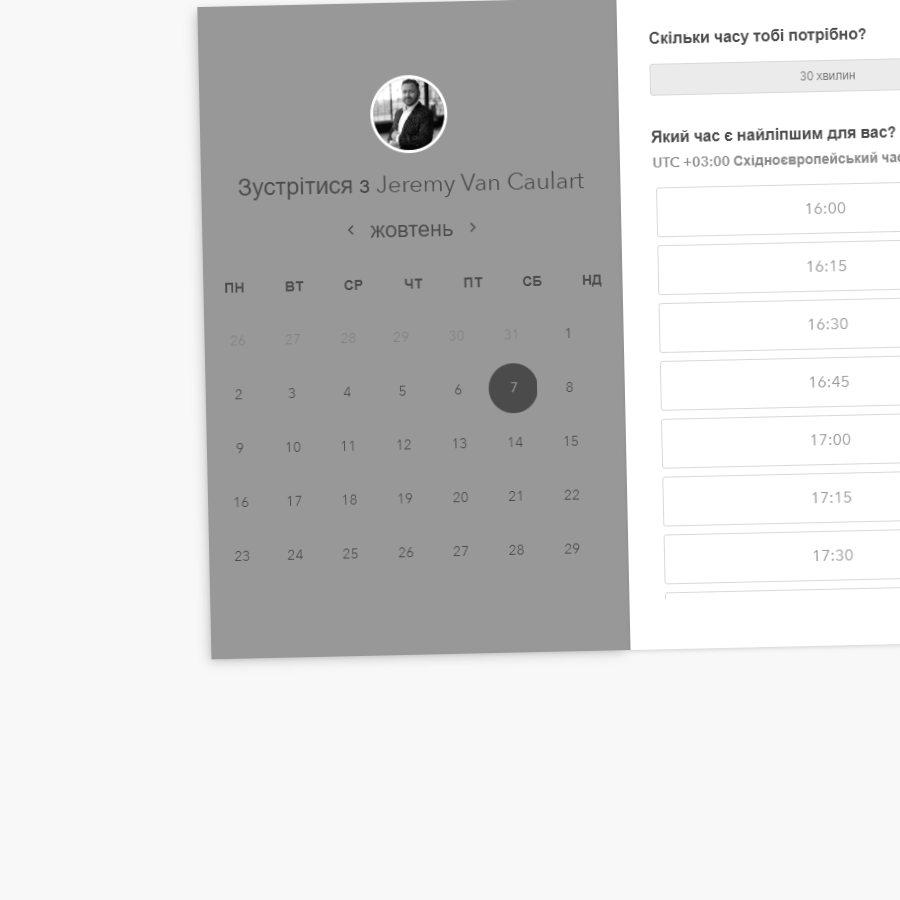 Зустрітися з Jeremy Van Caulart
‹ жовтень ›
ПН ВТ СР ЧТ ПТ СБ НД
26 27 28 29 30 31 1
2 3 4 5 6 7 8
9 10 11 12 13 14 15
16 17 18 19 20 21 22
23 24 25 26 27 28 29
Скільки часу тобі потрібно?
30 хвилин
Який час є найліпшим для вас?
UTC +03:00 Східноєвропейський
16:00
16:15
16:30
16:45
17:00
17:15
17:30